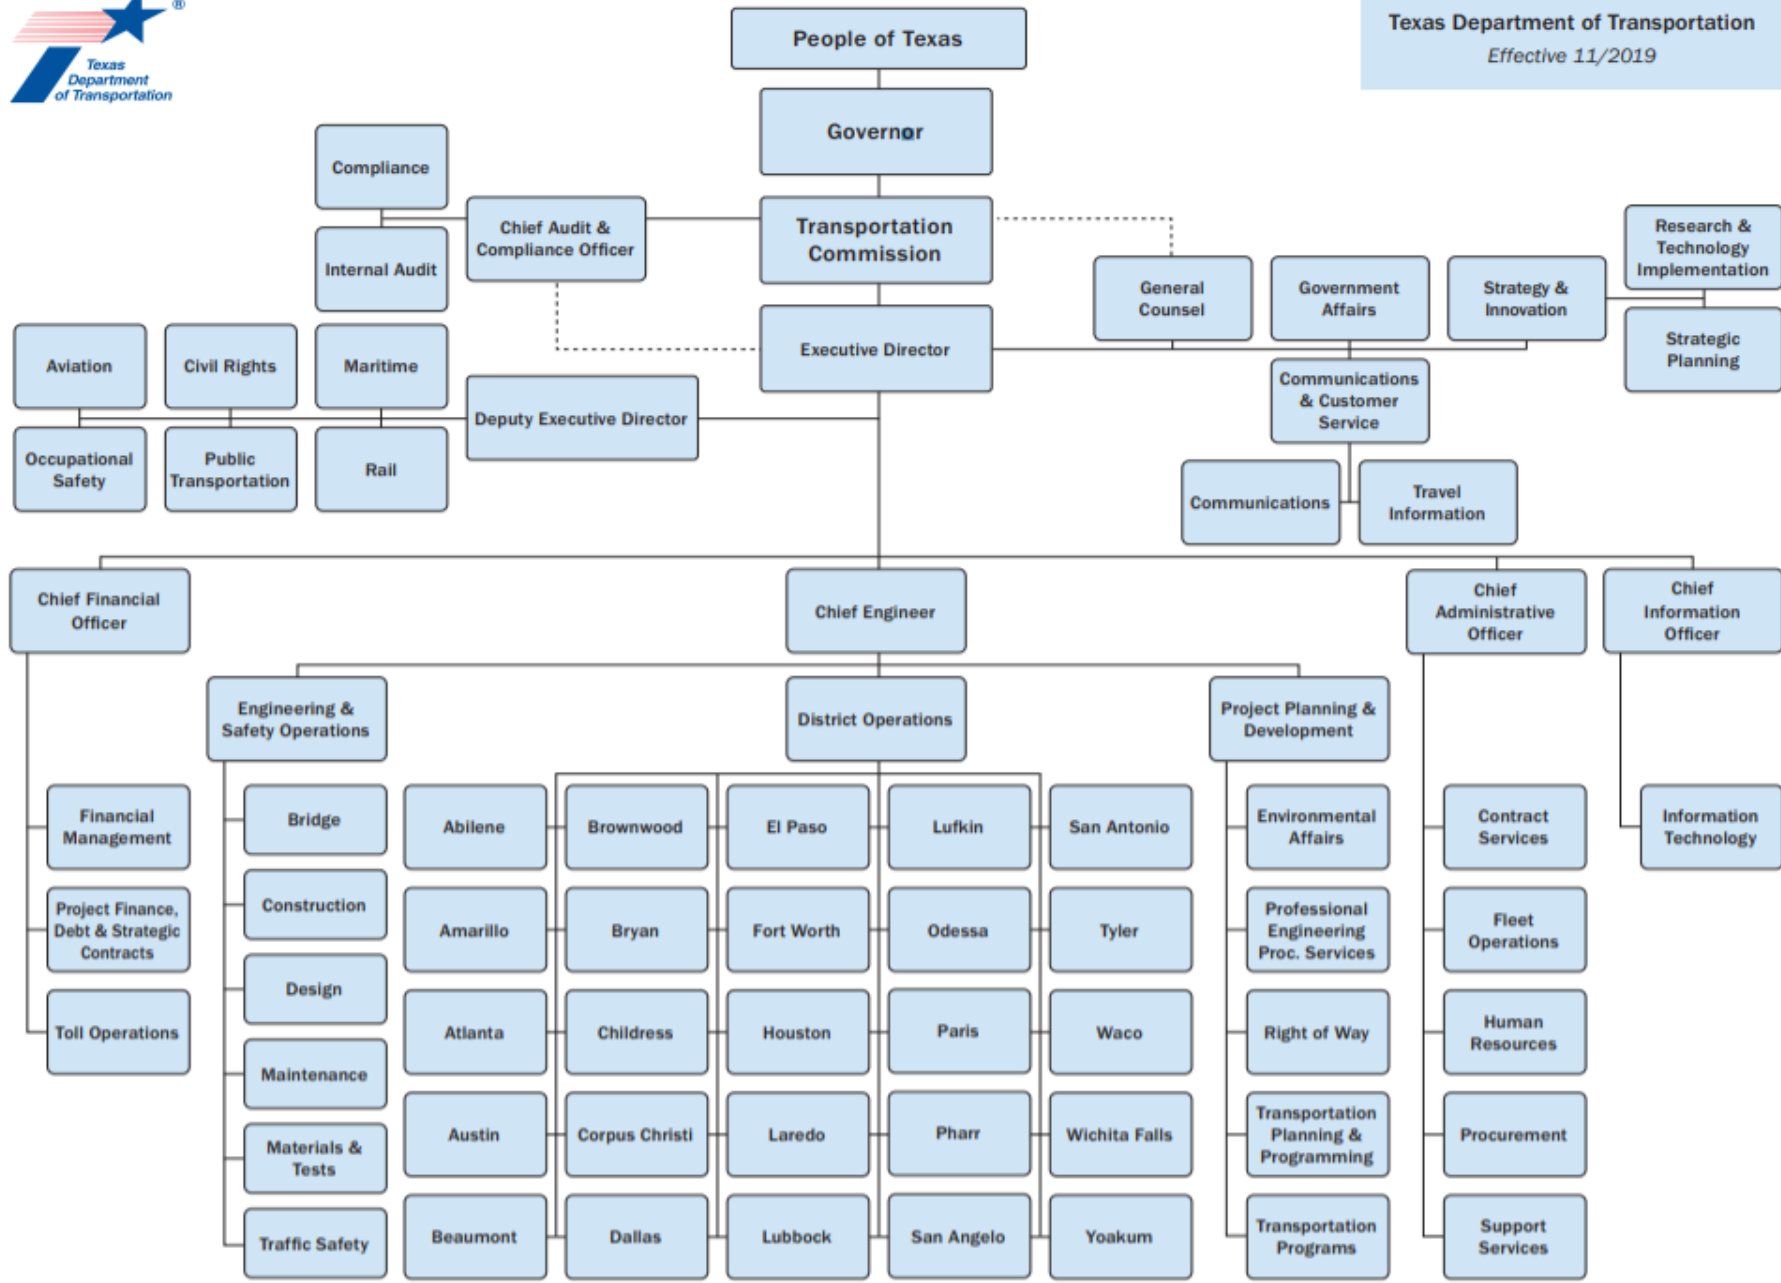 ®
Texas
Department
of Transportation
People of Texas
Texas Department of Transportation
Effective 11/2019
Governor
Compliance
Internal Audit
Chief Audit &
Compliance Officer
Transportation
Commission
Executive Director
General
Counsel
Government
Affairs
Strategy &
Innovation
Research &
Technology
Implementation
Strategic
Planning
Aviation
Civil Rights
Maritime
Occupational
Safety
Public
Transportation
Rail
Deputy Executive Director
Communications
& Customer
Service
Communications
Travel
Information
Chief Financial
Officer
Chief Engineer
Chief
Administrative
Officer
Chief
Information
Officer
Engineering &
Safety Operations
District Operations
Project Planning &
Development
Financial
Management
Project Finance,
Debt & Strategic
Contracts
Toll Operations
Bridge
Construction
Design
Maintenance
Materials &
Tests
Traffic Safety
Abilene
Amarillo
Atlanta
Austin
Beaumont
Brownwood
Bryan
Childress
Corpus Christi
Dallas
El Paso
Fort Worth
Houston
Laredo
Lubbock
Lufkin
Odessa
Paris
Pharr
San Angelo
San Antonio
Tyler
Waco
Wichita Falls
Yoakum
Environmental
Affairs
Professional
Engineering
Proc. Services
Right of Way
Transportation
Planning &
Programming
Transportation
Programs
Contract
Services
Fleet
Operations
Human
Resources
Procurement
Support
Services
Information
Technology